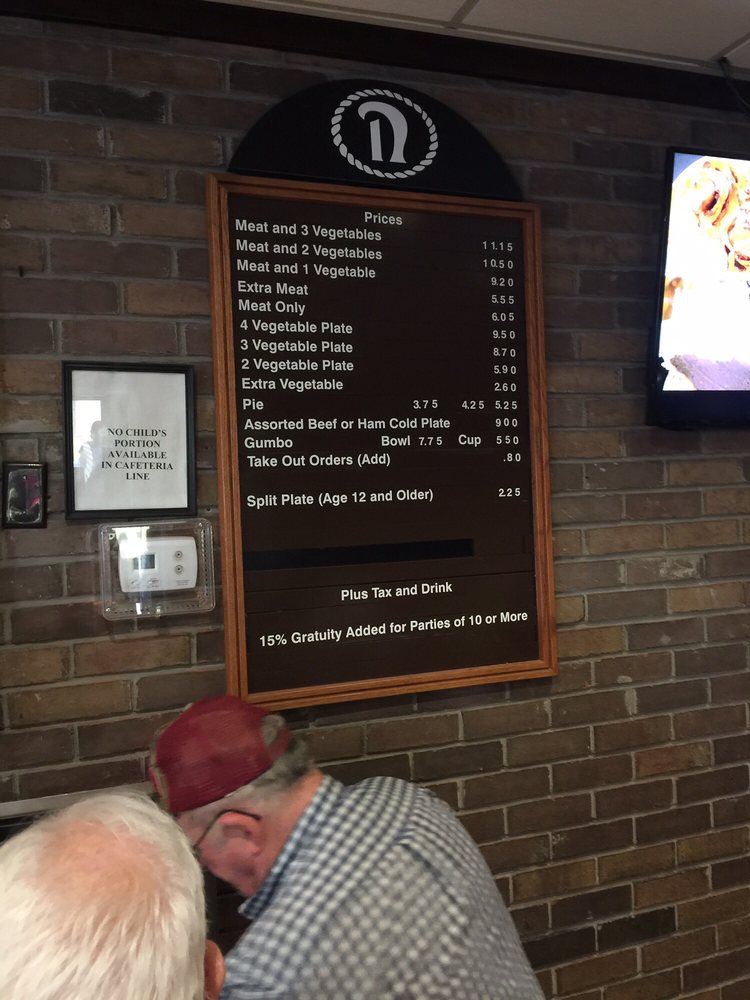 Prices
Meat and 3 Vegetables 11.15
Meat and 2 Vegetables 10.50
Meat and 1 Vegetable 9.20
Extra Meat 5.55
Meat Only 6.05
4 Vegetable Plate 9.50
3 Vegetable Plate 8.70
2 Vegetable Plate 5.90
Extra Vegetable 2.60
Pie 3.75 4.25 5.25
Assorted Beef or Ham Cold Plate 900
Gumbo Bowl 7.75 Cup 550
Take Out Orders (Add) .80
Split Plate (Age 12 and Older) 2.25
Plus Tax and Drink
15% Gratuity Added for Parties of 10 or More
NO CHILD'S
PORTION
AVAILABLE
IN CAFETERIA
LINE